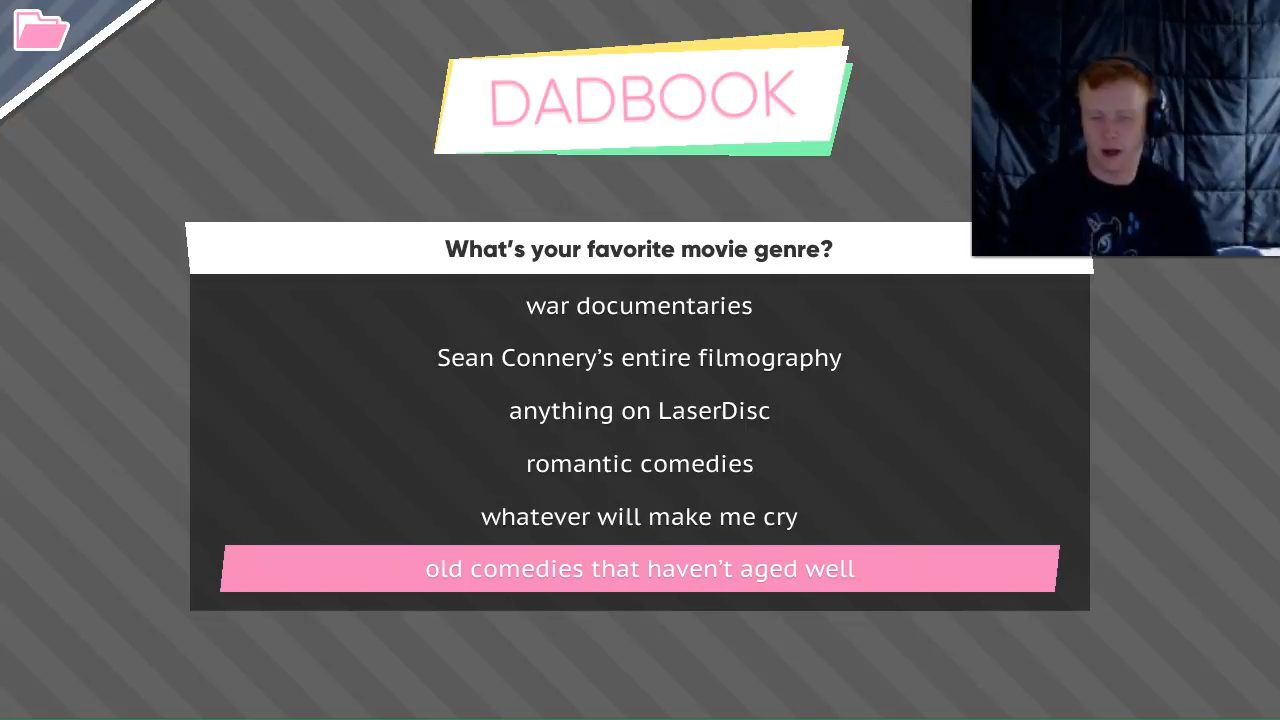 DADBOOK
What's your favorite movie genre?
war documentaries
Sean Connery's entire filmography
anything on LaserDisc
romantic comedies
whatever will make me cry
old comedies that haven't aged well